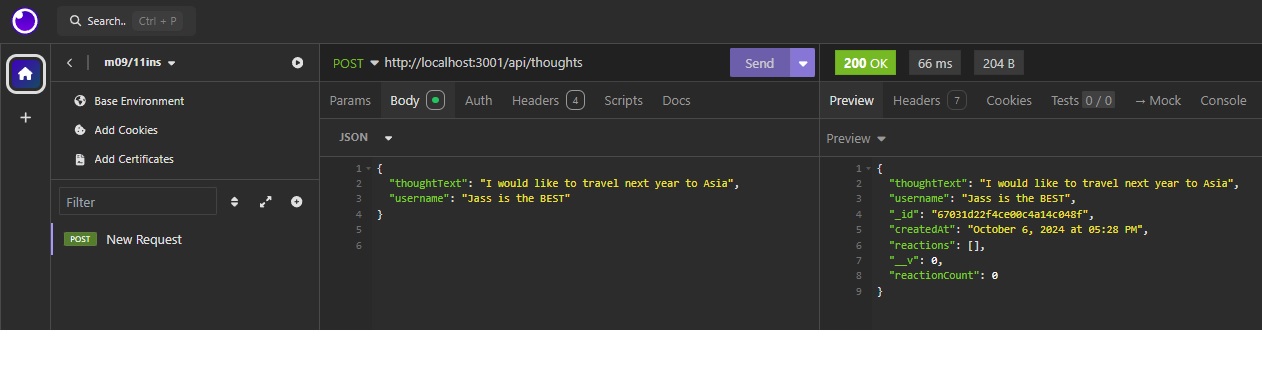 Search.. Ctrl + P
m09/11ins
Base Environment
Add Cookies
Add Certificates
Filter
POST New Request
POST http://localhost:3001/api/thoughts Send
Params Body Auth Headers 4 Scripts Docs
JSON
1 {
2 "thoughtText": "I would like to travel next year to Asia",
3 "username": "Jass is the BEST"
4 }
5
6
200 OK 66 ms 204 B
Preview Headers 7 Cookies Tests 0 / 0 → Mock Console
Preview
1 {
2 "thoughtText": "I would like to travel next year to Asia",
3 "username": "Jass is the BEST",
4 "_id": "67031d22f4ce00c4a14c048f",
5 "createdAt": "October 6, 2024 at 05:28 PM",
6 "reactions": [],
7 "__v": 0,
8 "reactionCount": 0
9 }